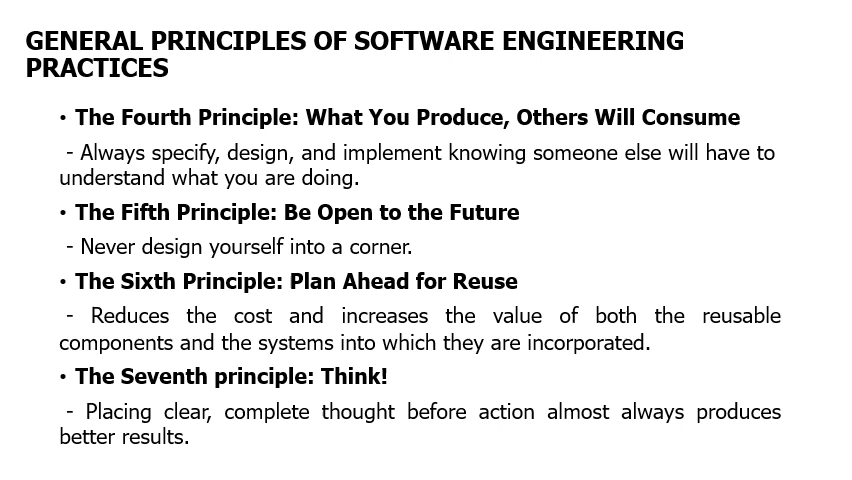 GENERAL PRINCIPLES OF SOFTWARE ENGINEERING
PRACTICES
• The Fourth Principle: What You Produce, Others Will Consume
- Always specify, design, and implement knowing someone else will have to
understand what you are doing.
• The Fifth Principle: Be Open to the Future
- Never design yourself into a corner.
• The Sixth Principle: Plan Ahead for Reuse
- Reduces the cost and increases the value of both the reusable
components and the systems into which they are incorporated.
• The Seventh principle: Think!
- Placing clear, complete thought before action almost always produces
better results.